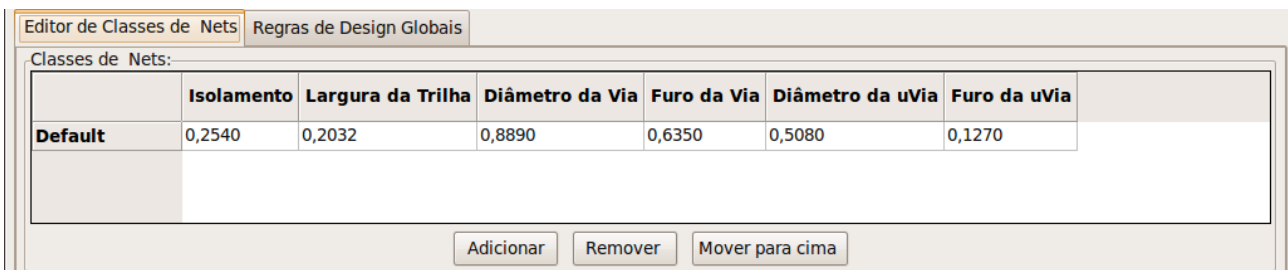 Editor de Classes de  Nets Regras de Design Globais
Classes de  Nets:
Isolamento Largura da Trilha Diâmetro da Via Furo da Via Diâmetro da uVia Furo da uVia
Default 0,2540 0,2032 0,8890 0,6350 0,5080 0,1270
Adicionar Remover Mover para cima